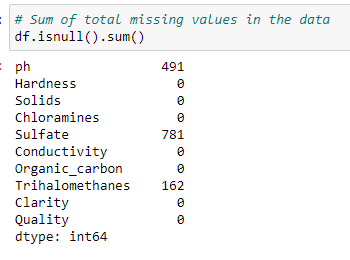 # Sum of total missing values in the data
df.isnull().sum()
ph 491
Hardness 0
Solids 0
Chloramines 0
Sulfate 781
Conductivity 0
Organic_carbon 0
Trihalomethanes 162
Clarity 0
Quality 0
dtype: int64